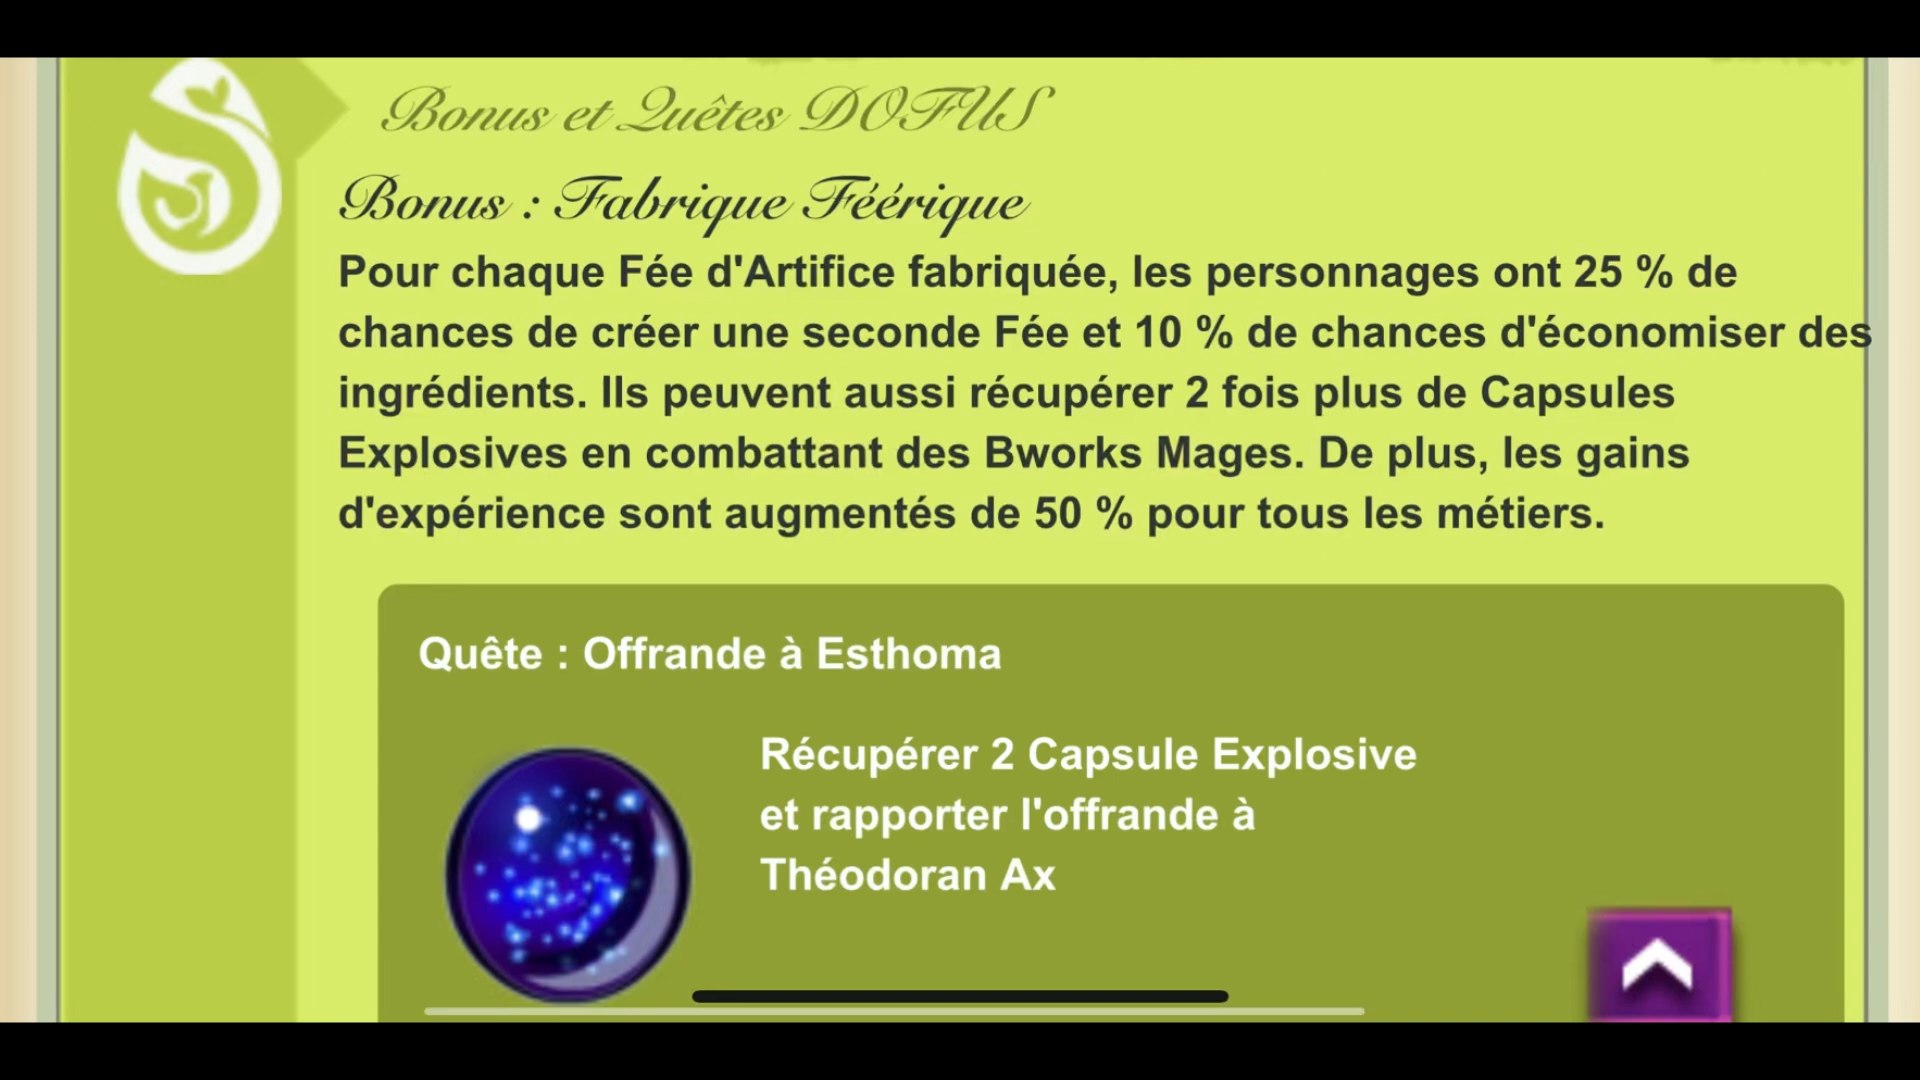 Bonus et Quêtes DOFUS
Bonus : Fabrique Féérique
Pour chaque Fée d'Artifice fabriquée, les personnages ont 25 % de
chances de créer une seconde Fée et 10 % de chances d'économiser des
ingrédients. Ils peuvent aussi récupérer 2 fois plus de Capsules
Explosives en combattant des Bworks Mages. De plus, les gains
d'expérience sont augmentés de 50 % pour tous les métiers.
Quête : Offrande à Esthoma
Récupérer 2 Capsule Explosive
et rapporter l'offrande à
Théodoran Ax